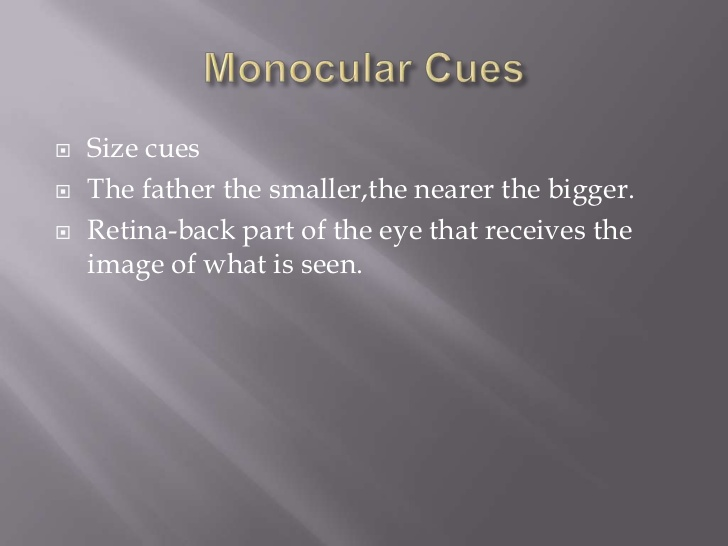 Monocular Cues
Size cues
The father the smaller,the nearer the bigger.
Retina-back part of the eye that receives the
image of what is seen.